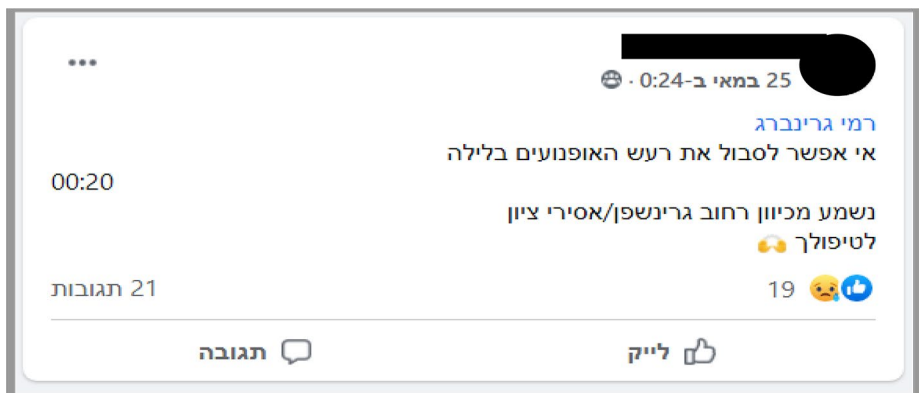 25 במאי ב-0:24
רמי גרינברג
אי אפשר לסבול את רעש האופנועים בלילה
00:20
נשמע מכיוון רחוב גרינשפן/אסירי ציון
לטיפולך 🙌
19
21 תגובות
לייק
תגובה